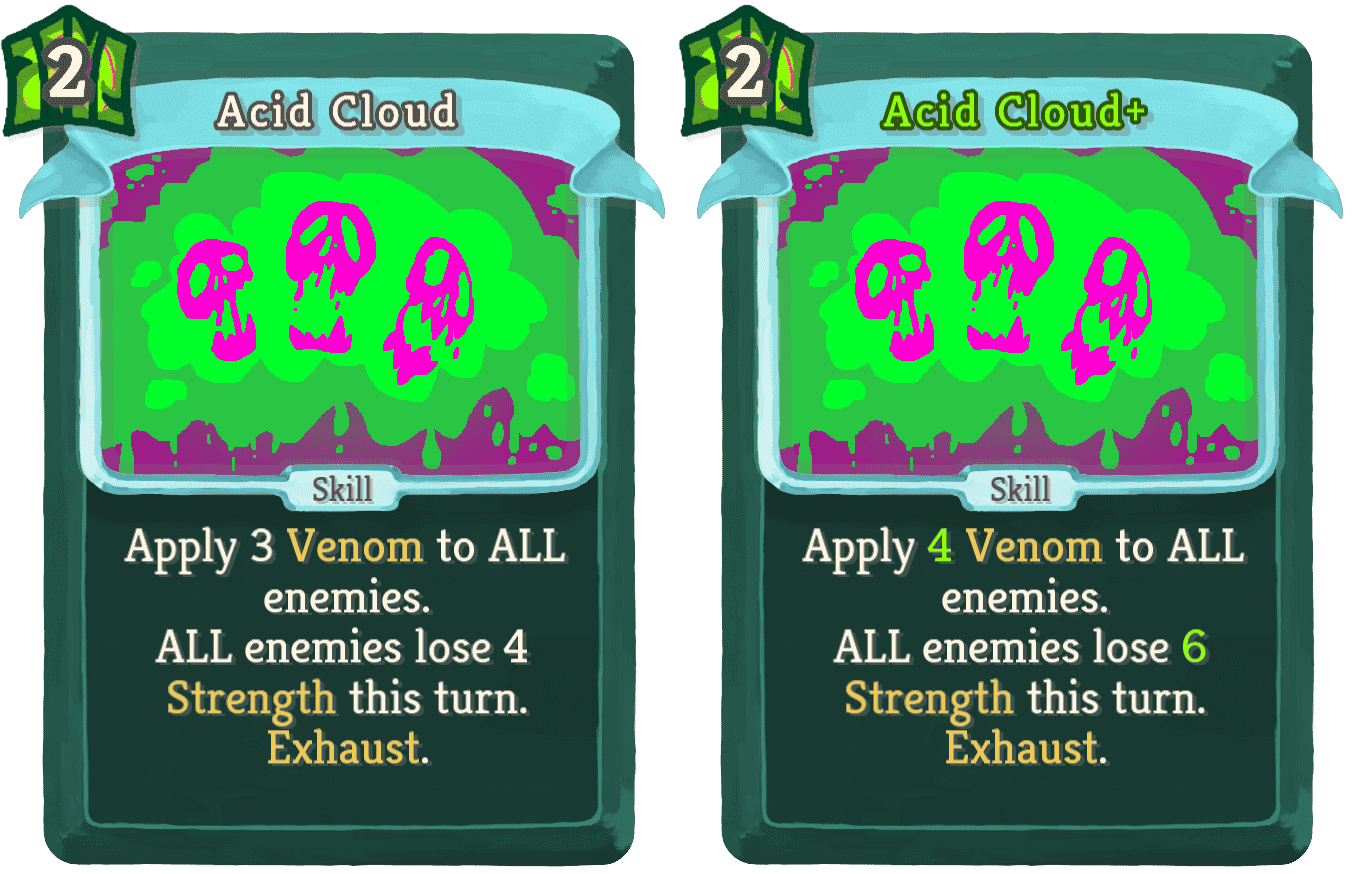 2
Acid Cloud
Skill
Apply 3 Venom to ALL
enemies.
ALL enemies lose 4
Strength this turn.
Exhaust.
2
Acid Cloud+
Skill
Apply 4 Venom to ALL
enemies.
ALL enemies lose 6
Strength this turn.
Exhaust.